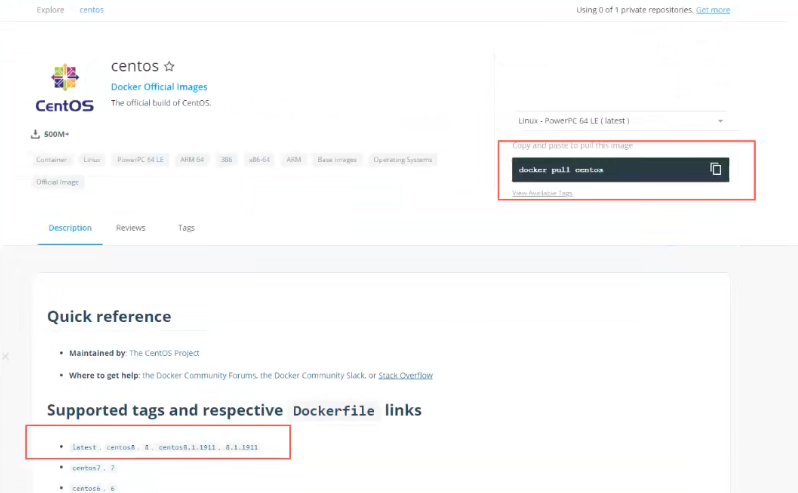 Explore centos
Using 0 of 1 private repositories. Get more
centos
Docker Official Images
The official build of CentOS.
CentOS
500M+
Linux - PowerPC 64 LE ( latest )
Copy and paste to pull this image
docker pull centos
View Available Tags
Container Linux PowerPC 64 LE ARM 64 386 x86-64 ARM Base Images Operating Systems
Official Image
Description Reviews Tags
Quick reference
• Maintained by: The CentOS Project
• Where to get help: the Docker Community Forums, the Docker Community Slack, or Stack Overflow
Supported tags and respective Dockerfile links
• latest, centos8, 8, centos8.1.1911, 8.1.1911
• centos7, 7
• centos6, 6